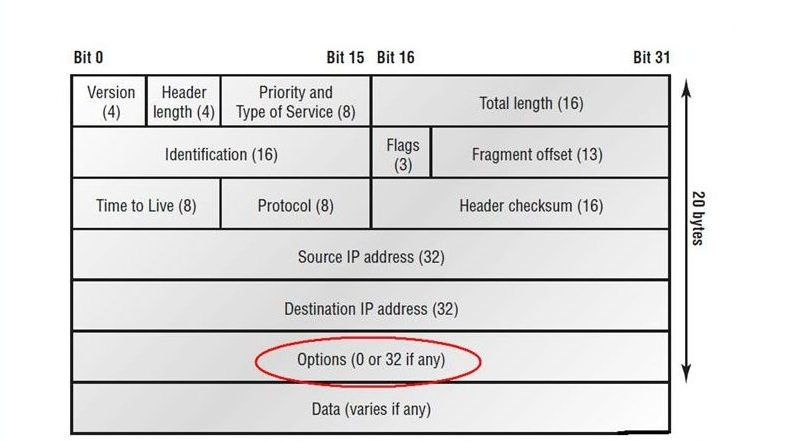 Bit 0 Bit 15 Bit 16 Bit 31
Version (4)
Header length (4)
Priority and Type of Service (8)
Total length (16)
Identification (16)
Flags (3)
Fragment offset (13)
Time to Live (8)
Protocol (8)
Header checksum (16)
Source IP address (32)
Destination IP address (32)
Options (0 or 32 if any)
Data (varies if any)
20 bytes